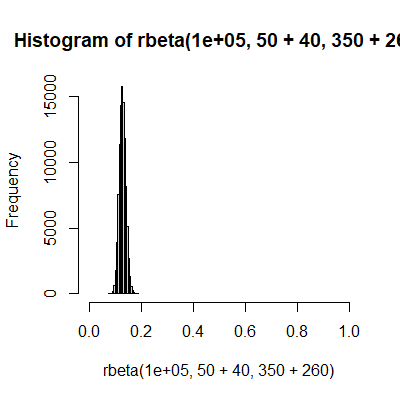 Histogram of rbeta(1e+05, 50 + 40, 350 + 26
15000
10000
5000
0
Frequency
0.0 0.2 0.4 0.6 0.8 1.0
rbeta(1e+05, 50 + 40, 350 + 260)